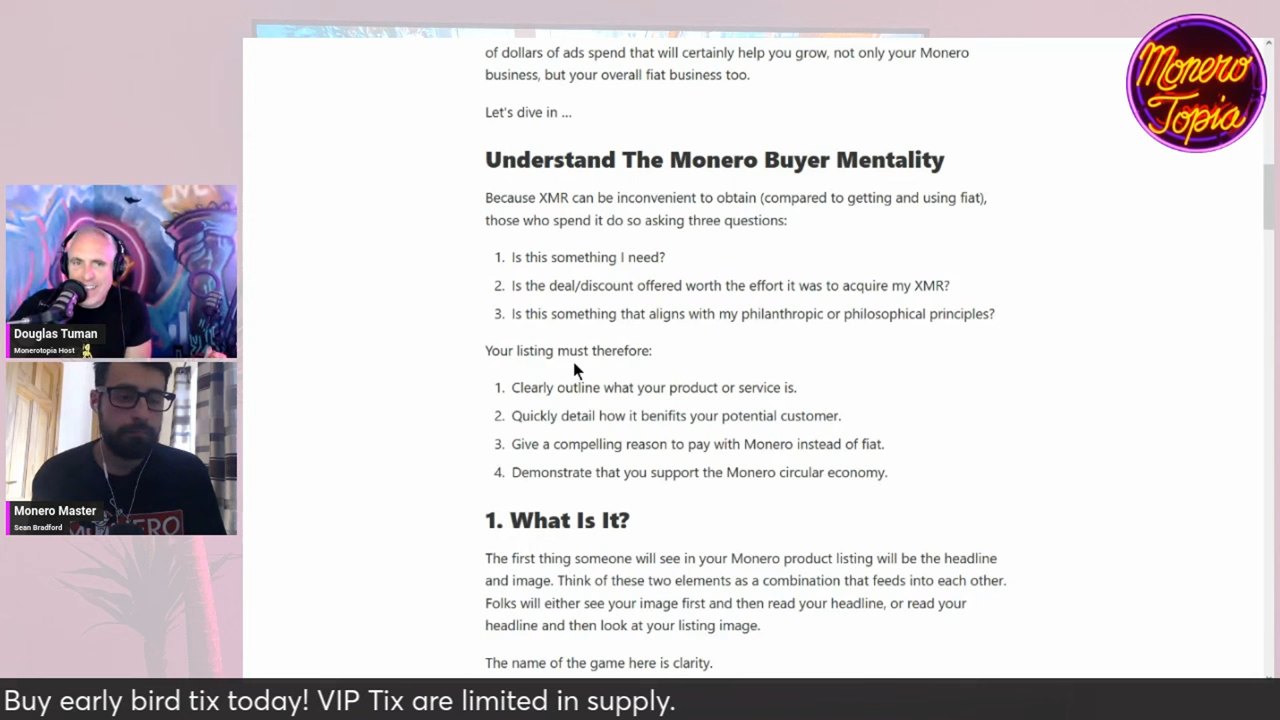 of dollars of ads spend that will certainly help you grow, not only your Monero
business, but your overall fiat business too.
Let's dive in ...
Understand The Monero Buyer Mentality
Because XMR can be inconvenient to obtain (compared to getting and using fiat),
those who spend it do so asking three questions:
1. Is this something I need?
2. Is the deal/discount offered worth the effort it was to acquire my XMR?
3. Is this something that aligns with my philanthropic or philosophical principles?
Your listing must therefore:
1. Clearly outline what your product or service is.
2. Quickly detail how it benifits your potential customer.
3. Give a compelling reason to pay with Monero instead of fiat.
4. Demonstrate that you support the Monero circular economy.
1. What Is It?
The first thing someone will see in your Monero product listing will be the headline
and image. Think of these two elements as a combination that feeds into each other.
Folks will either see your image first and then read your headline, or read your
headline and then look at your listing image.
The name of the game here is clarity.
Monero
Topia
Douglas Tuman
Monerotopia Host
Monero Master
Sean Bradford
Buy early bird tix today! VIP Tix are limited in supply.